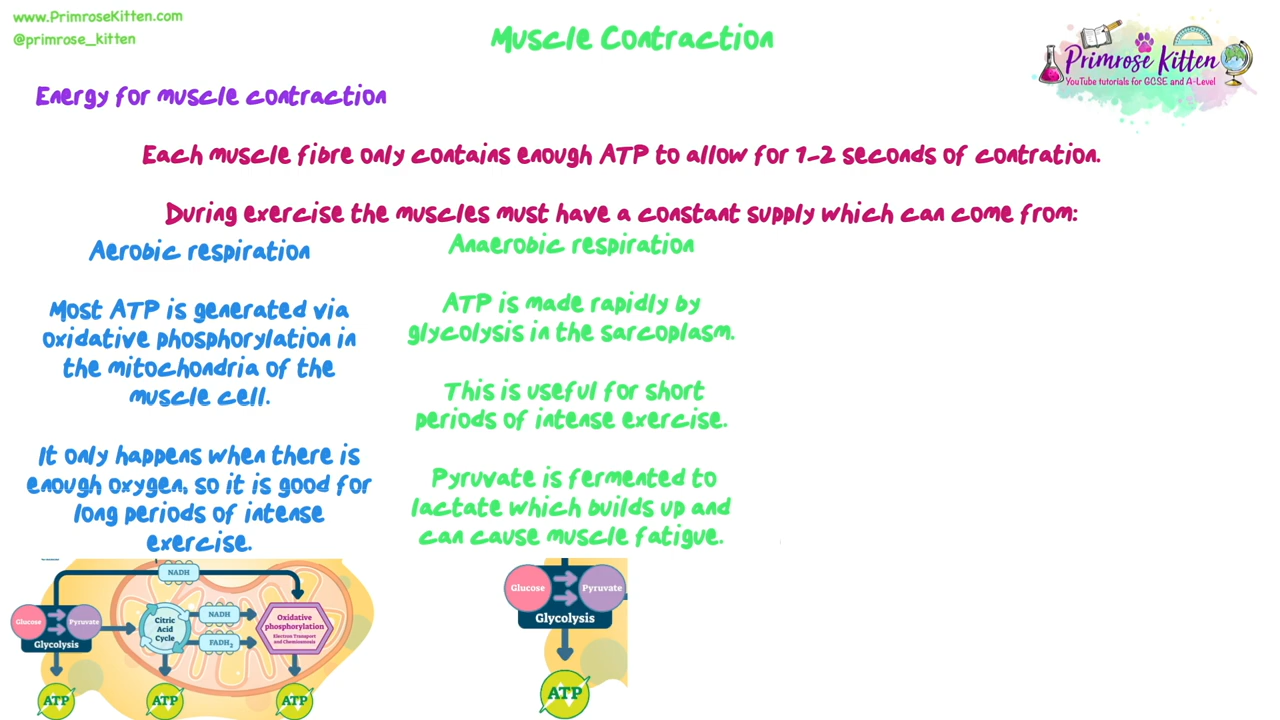 www.PrimroseKitten.com
@primrose_kitten
Muscle Contraction
Primrose Kitten
YouTube tutorials for GCSE and A-Level
Energy for muscle contraction
Each muscle fibre only contains enough ATP to allow for 1-2 seconds of contration.
During exercise the muscles must have a constant supply which can come from:
Aerobic respiration
Most ATP is generated via
oxidative phosphorylation in
the mitochondria of the
muscle cell.
It only happens when there is
enough oxygen, so it is good for
long periods of intense
exercise.
NADH
Glucose
Pyruvate
Glycolysis
Citric
Acid
Cycle
NADH
FADH₂
Oxidative
phosphorylation
Electron Transport
and Chemiosmosis
ATP
ATP
ATP
Anaerobic respiration
ATP is made rapidly by
glycolysis in the sarcoplasm.
This is useful for short
periods of intense exercise.
Pyruvate is fermented to
lactate which builds up and
can cause muscle fatigue.
Glucose
Pyruvate
Glycolysis
ATP